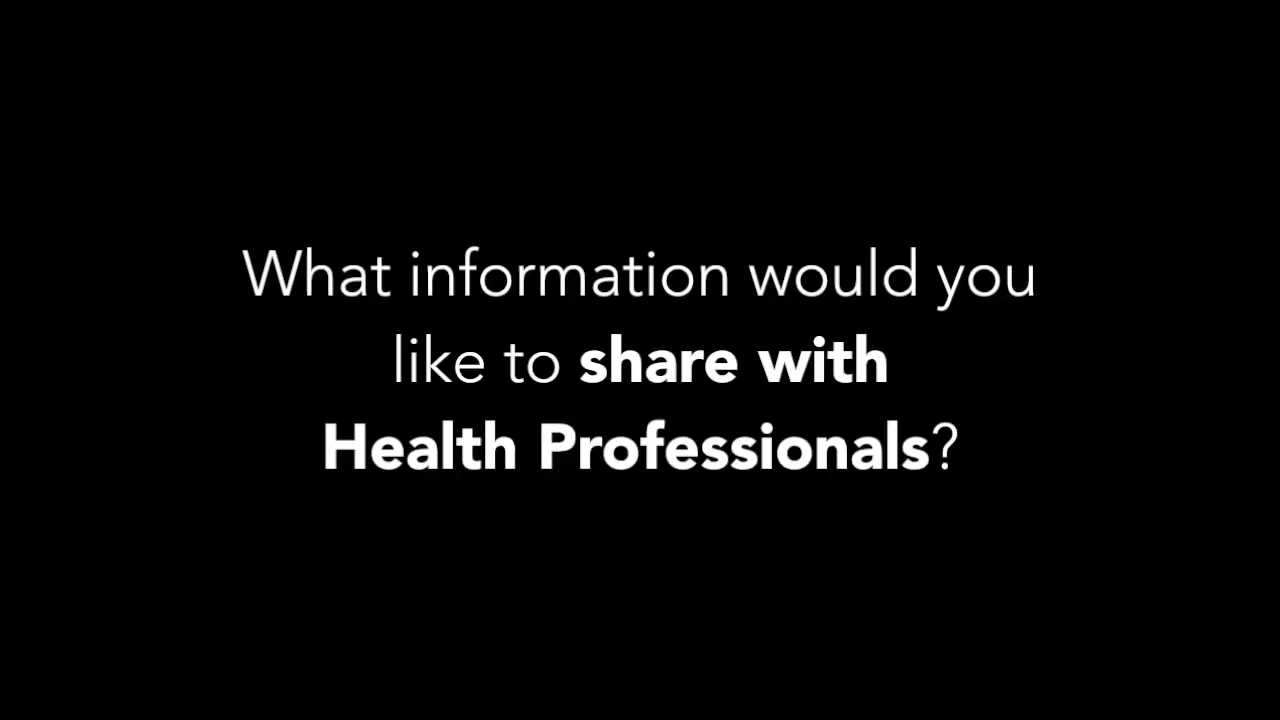 What information would you
like to share with
Health Professionals?